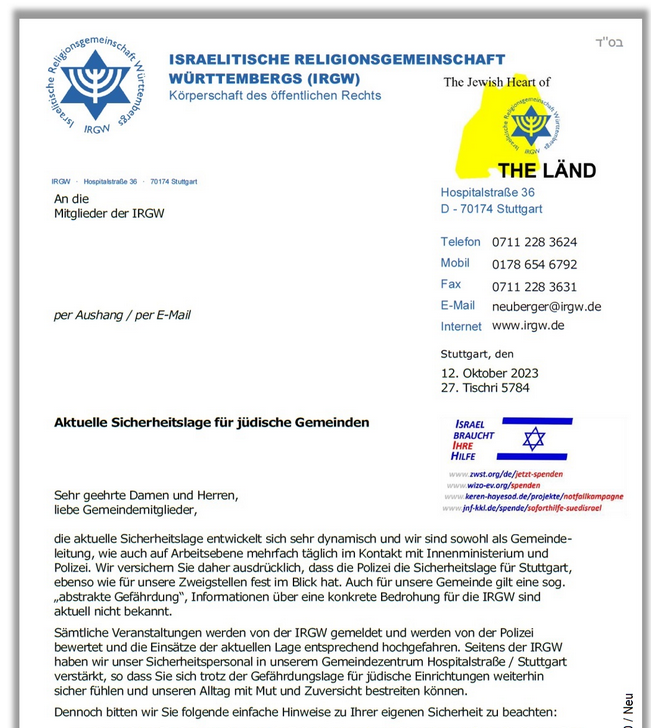 בס"ד
Israelitische Religionsgemeinschaft Württembergs
IRGW
ISRAELITISCHE RELIGIONSGEMEINSCHAFT
WÜRTTEMBERGS (IRGW)
Körperschaft des öffentlichen Rechts
The Jewish Heart of
Israelitische Religionsgemeinschaft Württembergs
IRGW
THE LÄND
IRGW · Hospitalstraße 36 · 70174 Stuttgart
An die
Mitglieder der IRGW
per Aushang / per E-Mail
Hospitalstraße 36
D - 70174 Stuttgart
Telefon 0711 228 3624
Mobil 0178 654 6792
Fax 0711 228 3631
E-Mail neuberger@irgw.de
Internet www.irgw.de
Stuttgart, den
12. Oktober 2023
27. Tischri 5784
Aktuelle Sicherheitslage für jüdische Gemeinden
ISRAEL
BRAUCHT
IHRE
HILFE
www.zwst.org/de/jetzt-spenden
www.wizo-ev.org/spenden
www.keren-hayesod.de/projekte/notfallkampagne
www.jnf-kkl.de/spende/soforthilfe-suedisrael
Sehr geehrte Damen und Herren,
liebe Gemeindemitglieder,
die aktuelle Sicherheitslage entwickelt sich sehr dynamisch und wir sind sowohl als Gemeinde-
leitung, wie auch auf Arbeitsebene mehrfach täglich im Kontakt mit Innenministerium und
Polizei. Wir versichern Sie daher ausdrücklich, dass die Polizei die Sicherheitslage für Stuttgart,
ebenso wie für unsere Zweigstellen fest im Blick hat. Auch für unsere Gemeinde gilt eine sog.
„abstrakte Gefährdung“, Informationen über eine konkrete Bedrohung für die IRGW sind
aktuell nicht bekannt.
Sämtliche Veranstaltungen werden von der IRGW gemeldet und werden von der Polizei
bewertet und die Einsätze der aktuellen Lage entsprechend hochgefahren. Seitens der IRGW
haben wir unser Sicherheitspersonal in unserem Gemeindezentrum Hospitalstraße / Stuttgart
verstärkt, so dass Sie sich trotz der Gefährdungslage für jüdische Einrichtungen weiterhin
sicher fühlen und unseren Alltag mit Mut und Zuversicht bestreiten können.
Dennoch bitten wir Sie folgende einfache Hinweise zu Ihrer eigenen Sicherheit zu beachten:
/ Neu